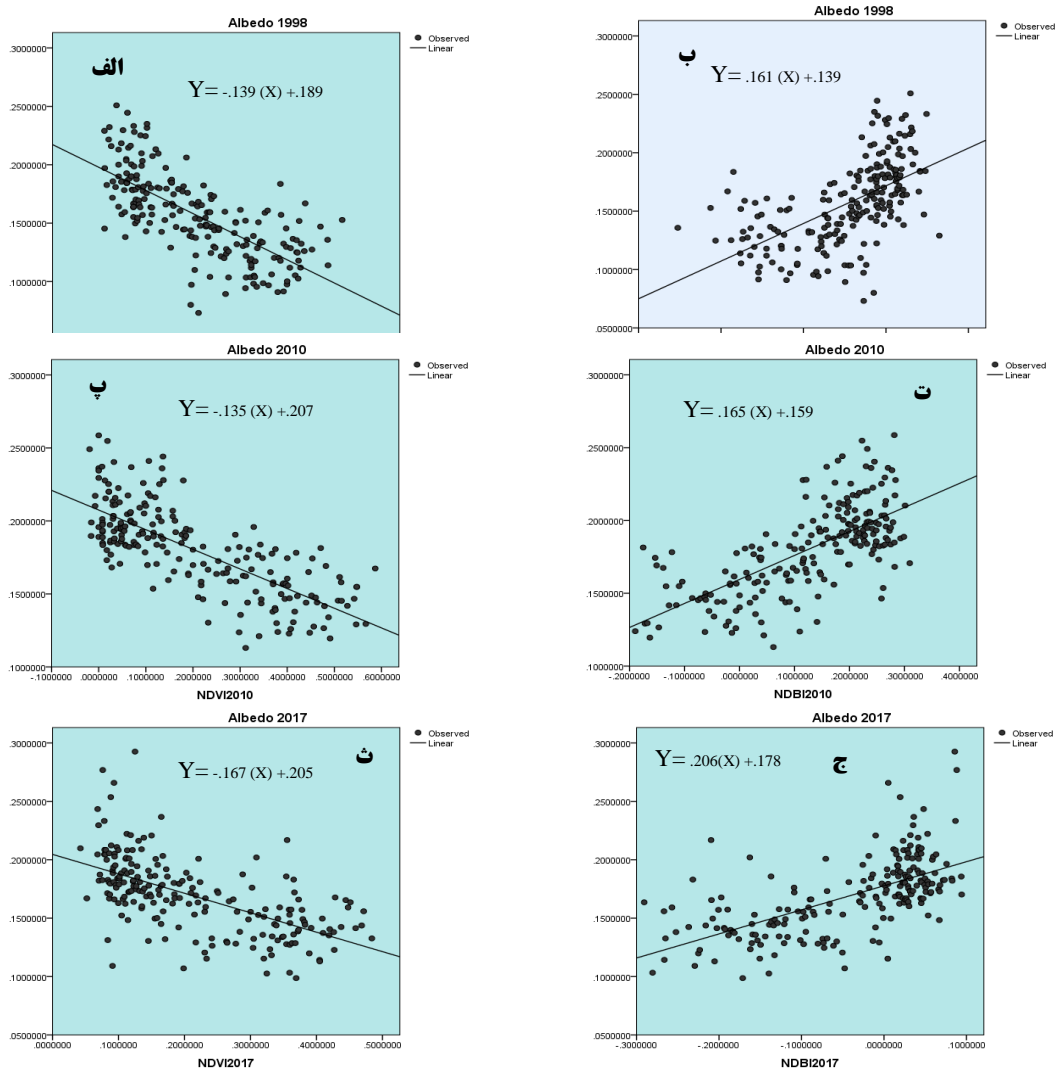 Albedo 1998
Observed
Linear
الف
Y= -.139 (X) +.189
.3000000
.2500000
.2000000
.1500000
.1000000
Albedo 1998
Observed
Linear
ب
Y= .161 (X) +.139
.3000000
.2500000
.2000000
.1500000
.1000000
.0500000
Albedo 2010
Observed
Linear
پ
Y= -.135 (X) +.207
.3000000
.2500000
.2000000
.1500000
.1000000
-.1000000 .0000000 .1000000 .2000000 .3000000 .4000000 .5000000 .6000000
NDVI2010
Albedo 2010
Observed
Linear
ت
Y= .165 (X) +.159
.3000000
.2500000
.2000000
.1500000
.1000000
-.2000000 -.1000000 .0000000 .1000000 .2000000 .3000000 .4000000
NDBI2010
Albedo 2017
Observed
Linear
ث
Y= -.167 (X) +.205
.3000000
.2500000
.2000000
.1500000
.1000000
.0500000
.0000000 .1000000 .2000000 .3000000 .4000000 .5000000
NDVI2017
Albedo 2017
Observed
Linear
ج
Y= .206(X) +.178
.3000000
.2500000
.2000000
.1500000
.1000000
.0500000
-.3000000 -.2000000 -.1000000 .0000000 .1000000
NDBI2017